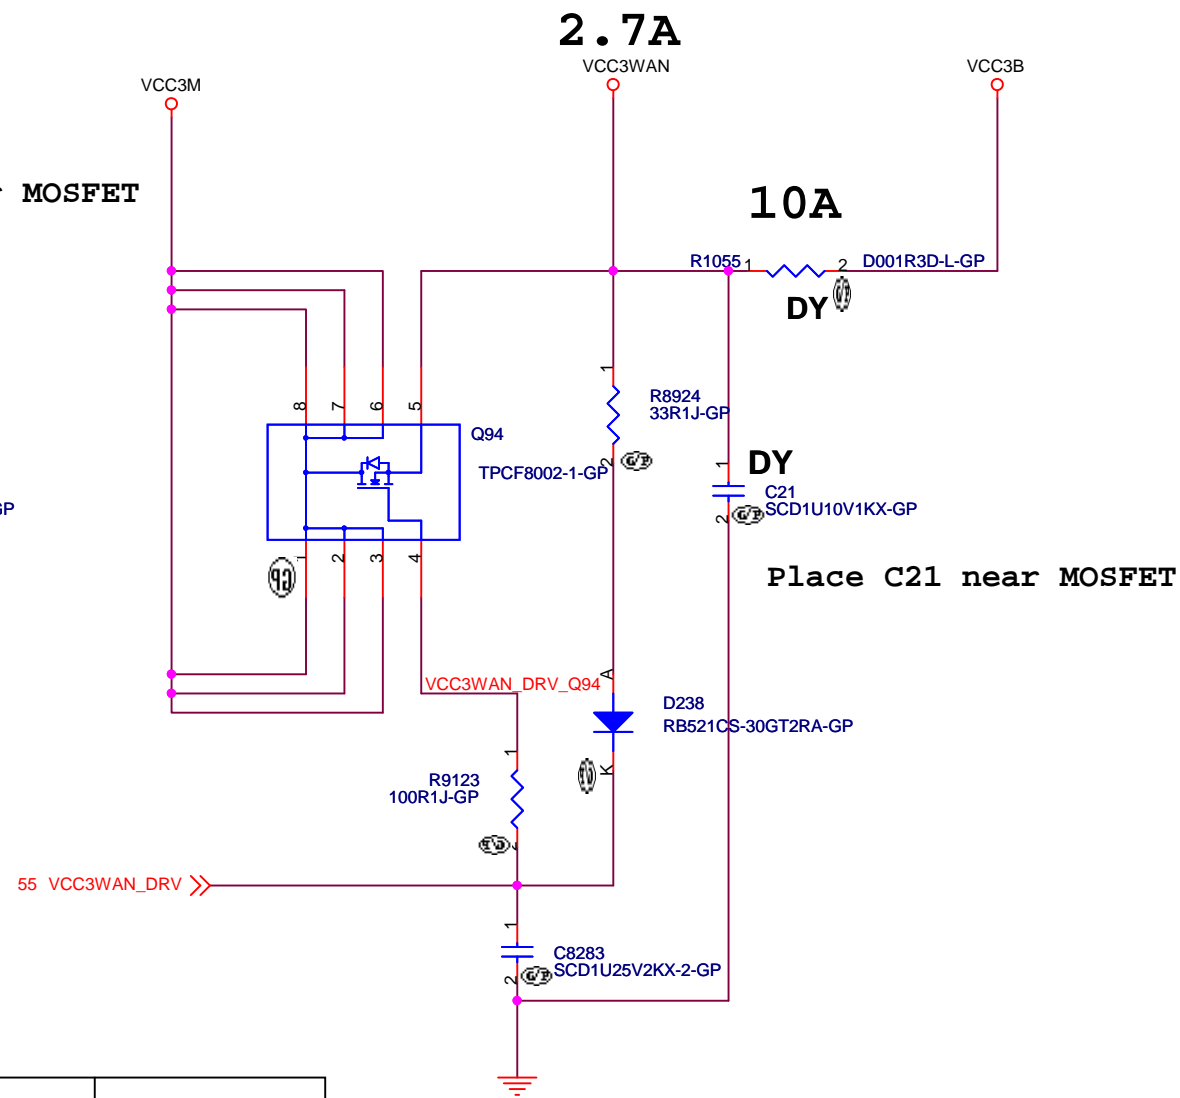 2.7A
VCC3WAN
VCC3M
VCC3B
MOSFET
10A
R1055
1
2
D001R3D-L-GP
DY
1
R8924
33R1J-GP
2
8
7
6
5
Q94
TPCF8002-1-GP
1
2
3
4
1
DY
C21
SCD1U10V1KX-GP
2
GP
Place C21 near MOSFET
VCC3WAN_DRV_Q94
A
D238
RB521CS-30GT2RA-GP
K
1
R9123
100R1J-GP
2
55 VCC3WAN_DRV
1
C8283
SCD1U25V2KX-2-GP
2